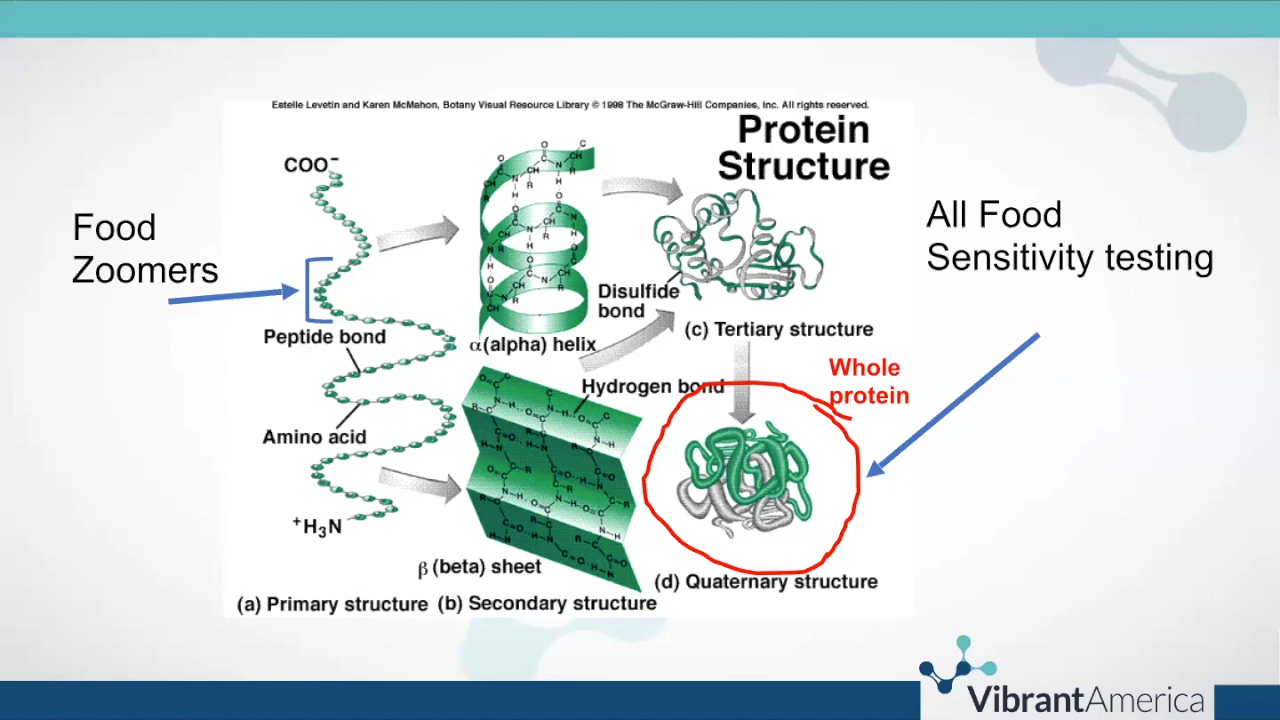 Estelle Levetin and Karen McMahon, Botany Visual Resource Library © 1998 The McGraw-Hill Companies, Inc. All rights reserved.
Protein
Structure
COO⁻
Food
Zoomers
All Food
Sensitivity testing
Disulfide
bond
Peptide bond
α(alpha) helix
(c) Tertiary structure
Hydrogen bond
Whole
protein
Amino acid
⁺H₃N
β (beta) sheet
(d) Quaternary structure
(a) Primary structure
(b) Secondary structure
VibrantAmerica